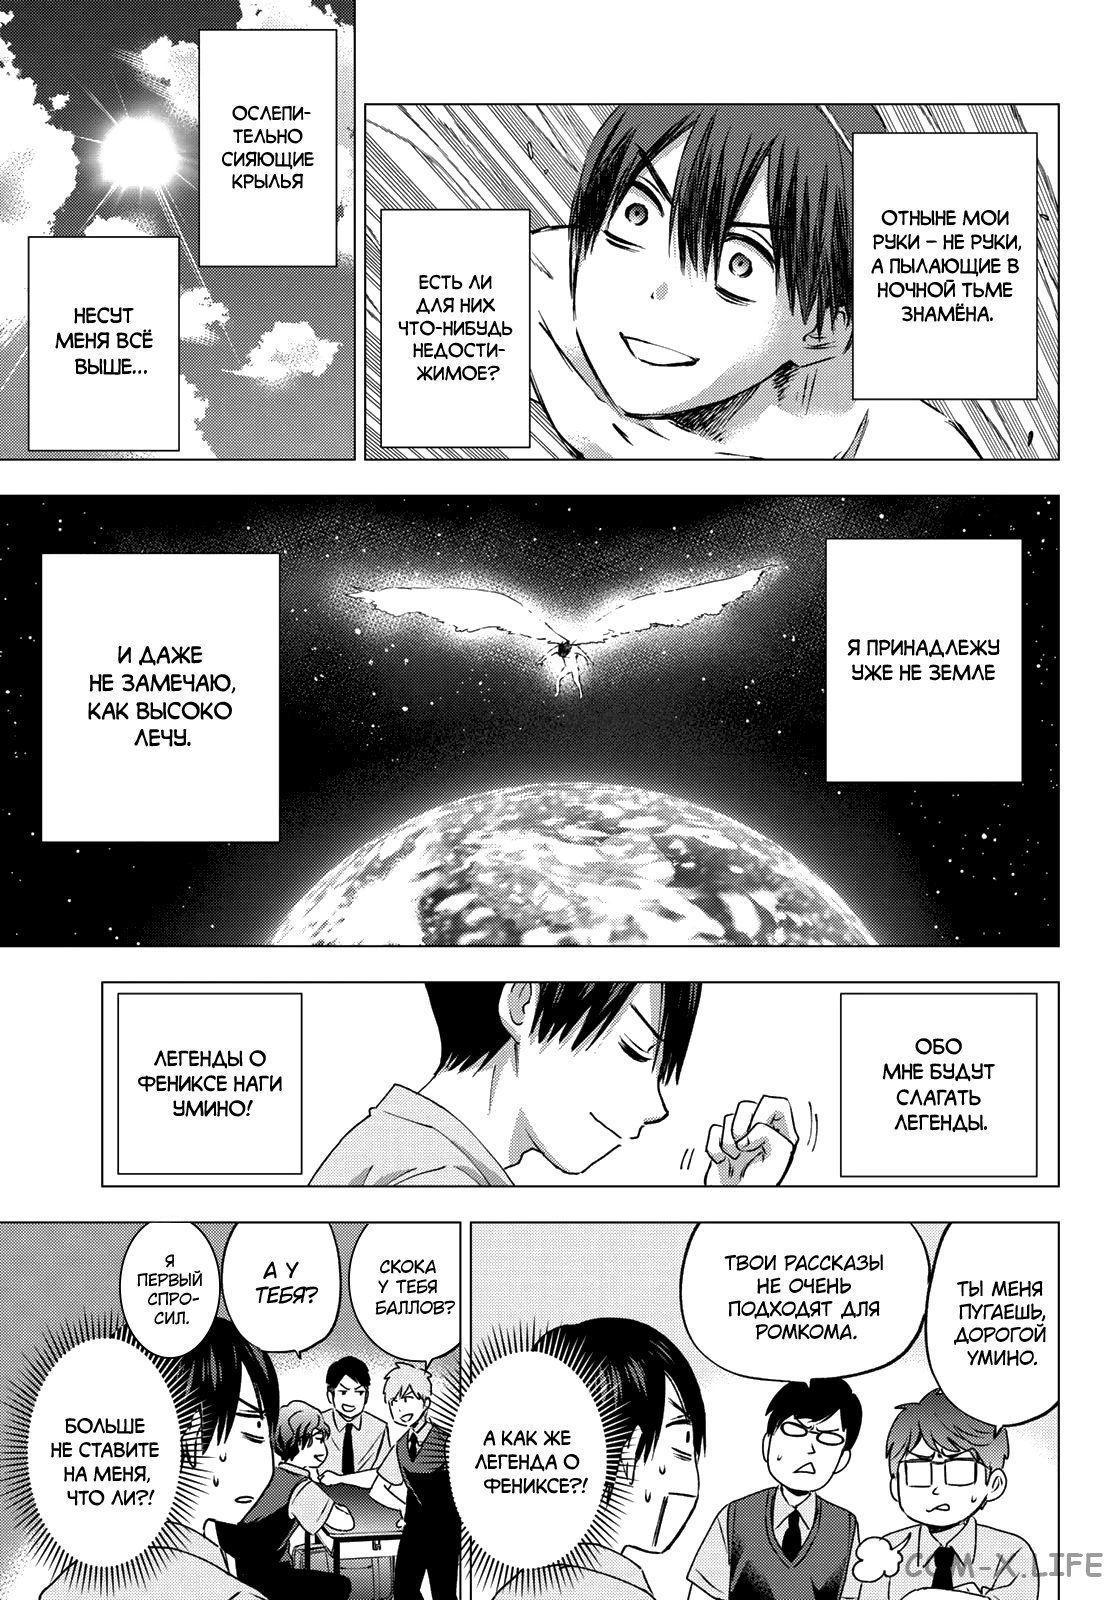 ОТНЫНЕ МОИ
РУКИ – НЕ РУКИ,
А ПЫЛАЮЩИЕ В
НОЧНОЙ ТЬМЕ
ЗНАМЁНА.
ЕСТЬ ЛИ
ДЛЯ НИХ
ЧТО-НИБУДЬ
НЕДОСТИ-
ЖИМОЕ?
ОСЛЕПИ-
ТЕЛЬНО
СИЯЮЩИЕ
КРЫЛЬЯ
НЕСУТ
МЕНЯ ВСЁ
ВЫШЕ...
Я ПРИНАДЛЕЖУ
УЖЕ НЕ ЗЕМЛЕ
И ДАЖЕ
НЕ ЗАМЕЧАЮ,
КАК ВЫСОКО
ЛЕЧУ.
ОБО
МНЕ БУДУТ
СЛАГАТЬ
ЛЕГЕНДЫ.
ЛЕГЕНДЫ О
ФЕНИКСЕ НАГИ
УМИНО!
ТЫ МЕНЯ
ПУГАЕШЬ,
ДОРОГОЙ
УМИНО.
ТВОИ РАССКАЗЫ
НЕ ОЧЕНЬ
ПОДХОДЯТ ДЛЯ
РОМКОМА.
А КАК ЖЕ
ЛЕГЕНДА О
ФЕНИКСЕ?!
СКОКА
У ТЕБЯ
БАЛЛОВ?
А У
ТЕБЯ?
Я
ПЕРВЫЙ
СПРО-
СИЛ.
БОЛЬШЕ
НЕ СТАВИТЕ
НА МЕНЯ,
ЧТО ЛИ?!
COM-X.LIFE